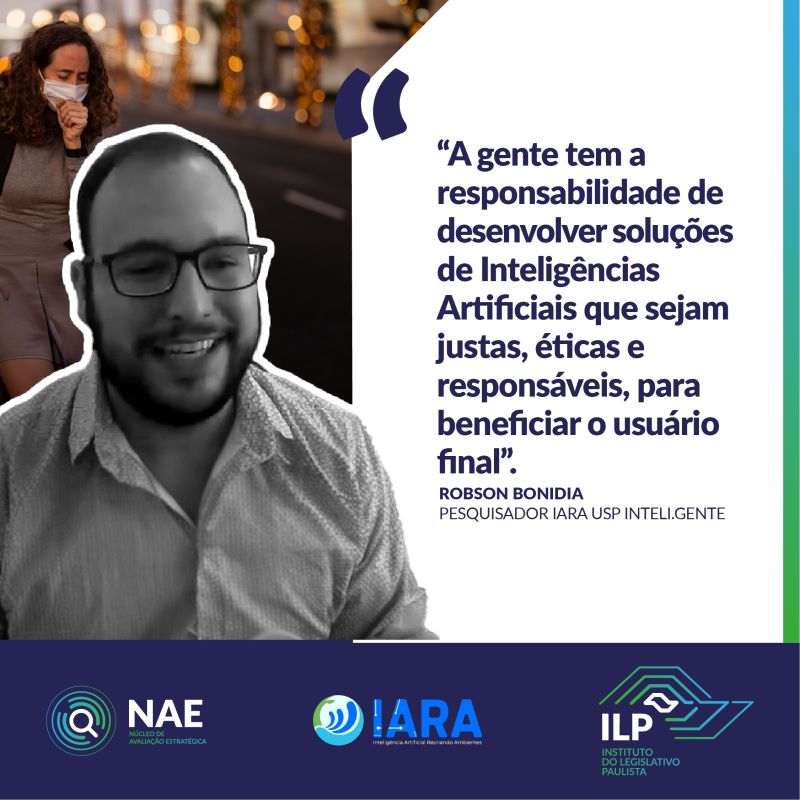 “A gente tem a
responsabilidade de
desenvolver soluções
de Inteligências
Artificiais que sejam
justas, éticas e
responsáveis, para
beneficiar o usuário
final”.
ROBSON BONIDIA
PESQUISADOR IARA USP INTELI.GENTE
NAE
NÚCLEO DE
AVALIAÇÃO ESTRATÉGICA
IARA
Inteligência Artificial Recriando Ambientes
ILP
INSTITUTO
DO LEGISLATIVO
PAULISTA